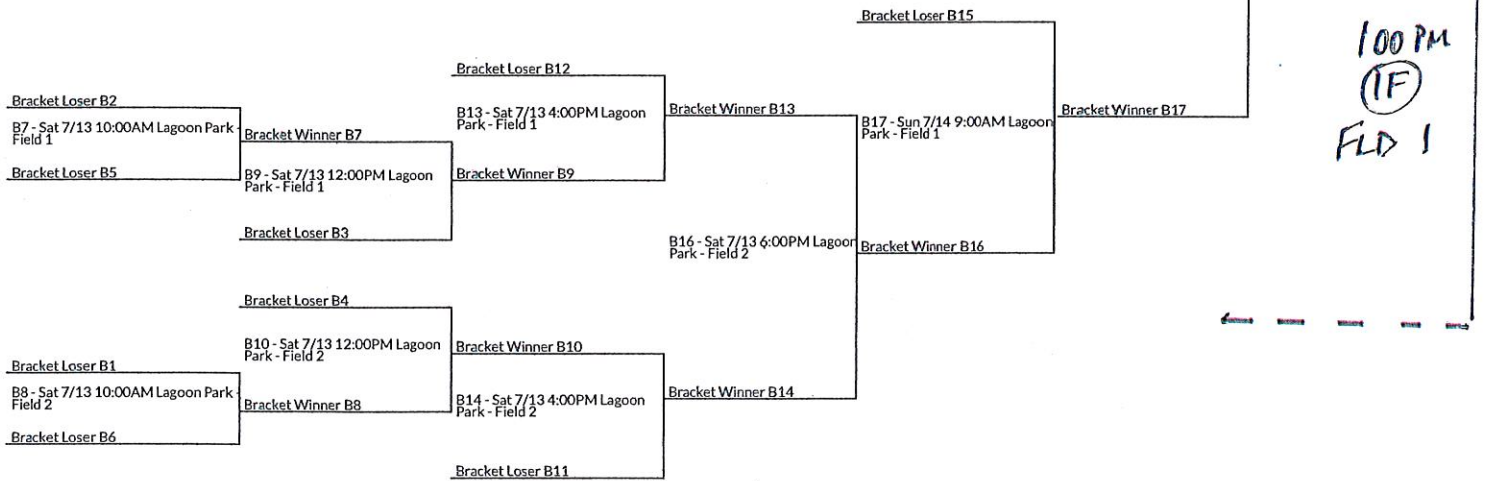 Bracket Loser B15
100 PM
IF
FLD 1
Bracket Loser B12
Bracket Loser B2
B13 - Sat 7/13 4:00PM Lagoon
Park - Field 1
Bracket Winner B13
B17 - Sun 7/14 9:00AM Lagoon
Park - Field 1
Bracket Winner B17
B7 - Sat 7/13 10:00AM Lagoon Park -
Field 1
Bracket Winner B7
Bracket Loser B5
B9 - Sat 7/13 12:00PM Lagoon
Park - Field 1
Bracket Winner B9
Bracket Loser B3
B16 - Sat 7/13 6:00PM Lagoon
Park - Field 2
Bracket Winner B16
Bracket Loser B4
B10 - Sat 7/13 12:00PM Lagoon
Park - Field 2
Bracket Winner B10
Bracket Loser B1
B8 - Sat 7/13 10:00AM Lagoon Park -
Field 2
Bracket Winner B8
B14 - Sat 7/13 4:00PM Lagoon
Park - Field 2
Bracket Winner B14
Bracket Loser B6
Bracket Loser B11